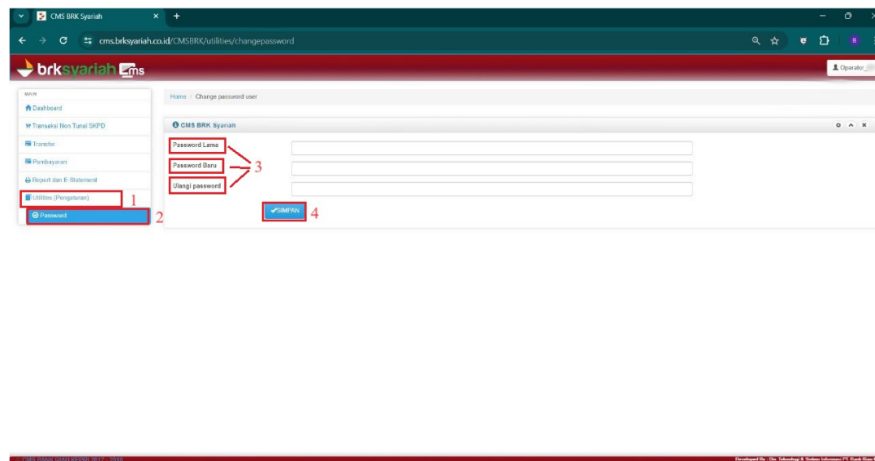 CMS BRK Syariah
cms.brksyariah.co.id/CMSBRK/utilities/changepassword
brksyariah cms
Operator_
MAIN
Dashboard
Transaksi Non Tunai SKPD
Transfer
Pembayaran
Report dan E-Statement
Utilities (Pengaturan) 1
Password 2
Home / Change password user
CMS BRK Syariah
Password Lama
Password Baru 3
Ulangi password
SIMPAN 4